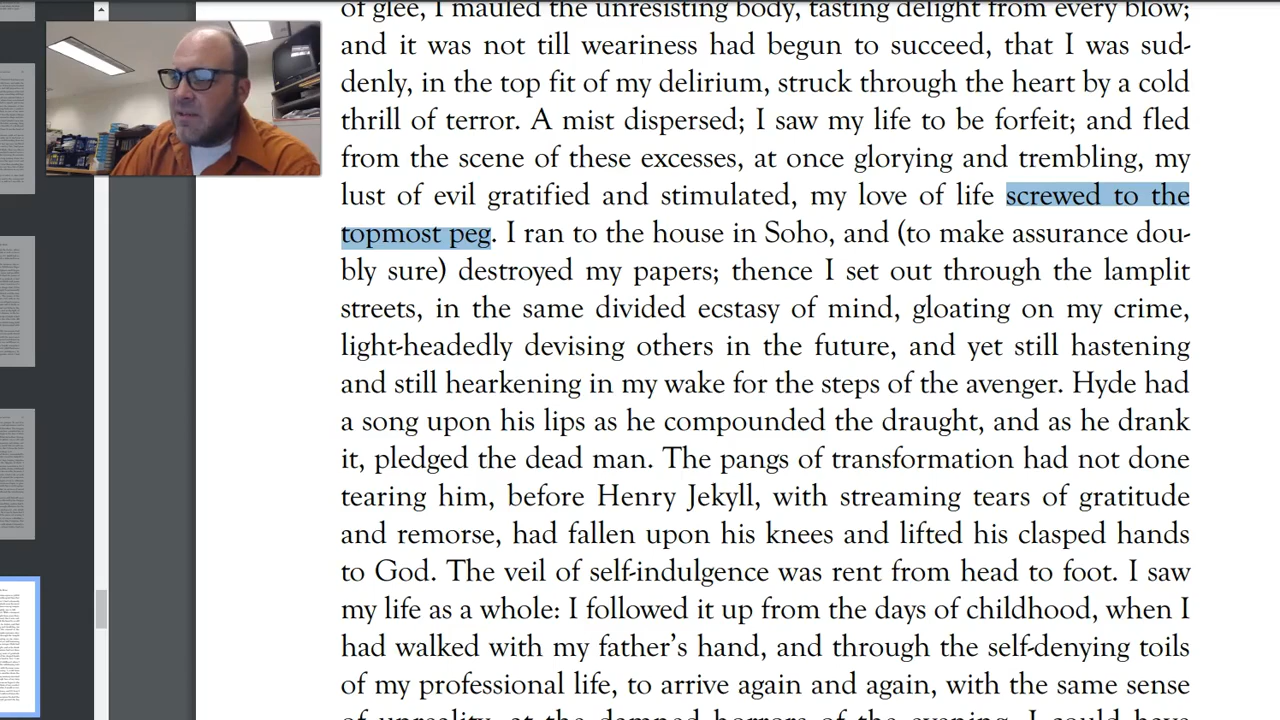 of glee, I mauled the unresisting body, tasting delight from every blow;
and it was not till weariness had begun to succeed, that I was sud-
denly, in the top fit of my delirium, struck through the heart by a cold
thrill of terror. A mist dispersed; I saw my life to be forfeit; and fled
from the scene of these excesses, at once glorying and trembling, my
lust of evil gratified and stimulated, my love of life screwed to the
topmost peg. I ran to the house in Soho, and (to make assurance dou-
bly sure) destroyed my papers; thence I set out through the lamplit
streets, in the same divided ecstasy of mind, gloating on my crime,
light-headedly devising others in the future, and yet still hastening
and still hearkening in my wake for the steps of the avenger. Hyde had
a song upon his lips as he compounded the draught, and as he drank
it, pledged the dead man. The pangs of transformation had not done
tearing him, before Henry Jekyll, with streaming tears of gratitude
and remorse, had fallen upon his knees and lifted his clasped hands
to God. The veil of self-indulgence was rent from head to foot. I saw
my life as a whole: I followed it up from the days of childhood, when I
had walked with my father's hand, and through the self-denying toils
of my professional life, to arrive again and again, with the same sense
of unreality, at the damned horrors of the evening. I could have